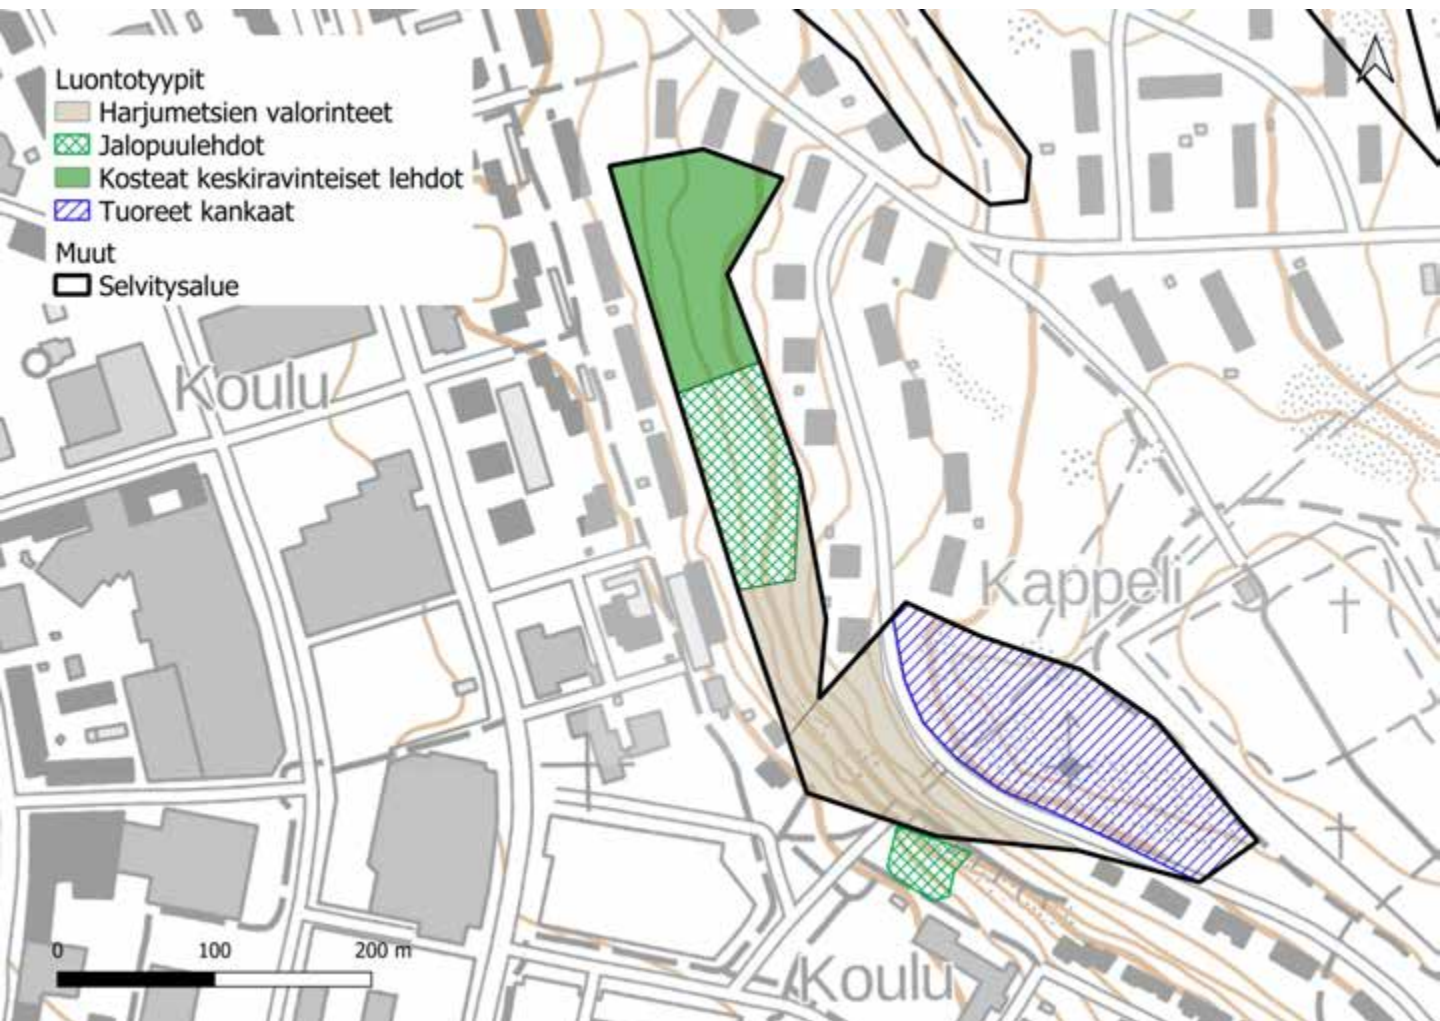 Luontotyypit
Harjumetsien valorinteet
Jalopuulehdot
Kosteat keskiravinteiset lehdot
Tuoreet kankaat
Muut
Selvitysalue
Koulu
Kappeli
0 100 200 m
Koulu